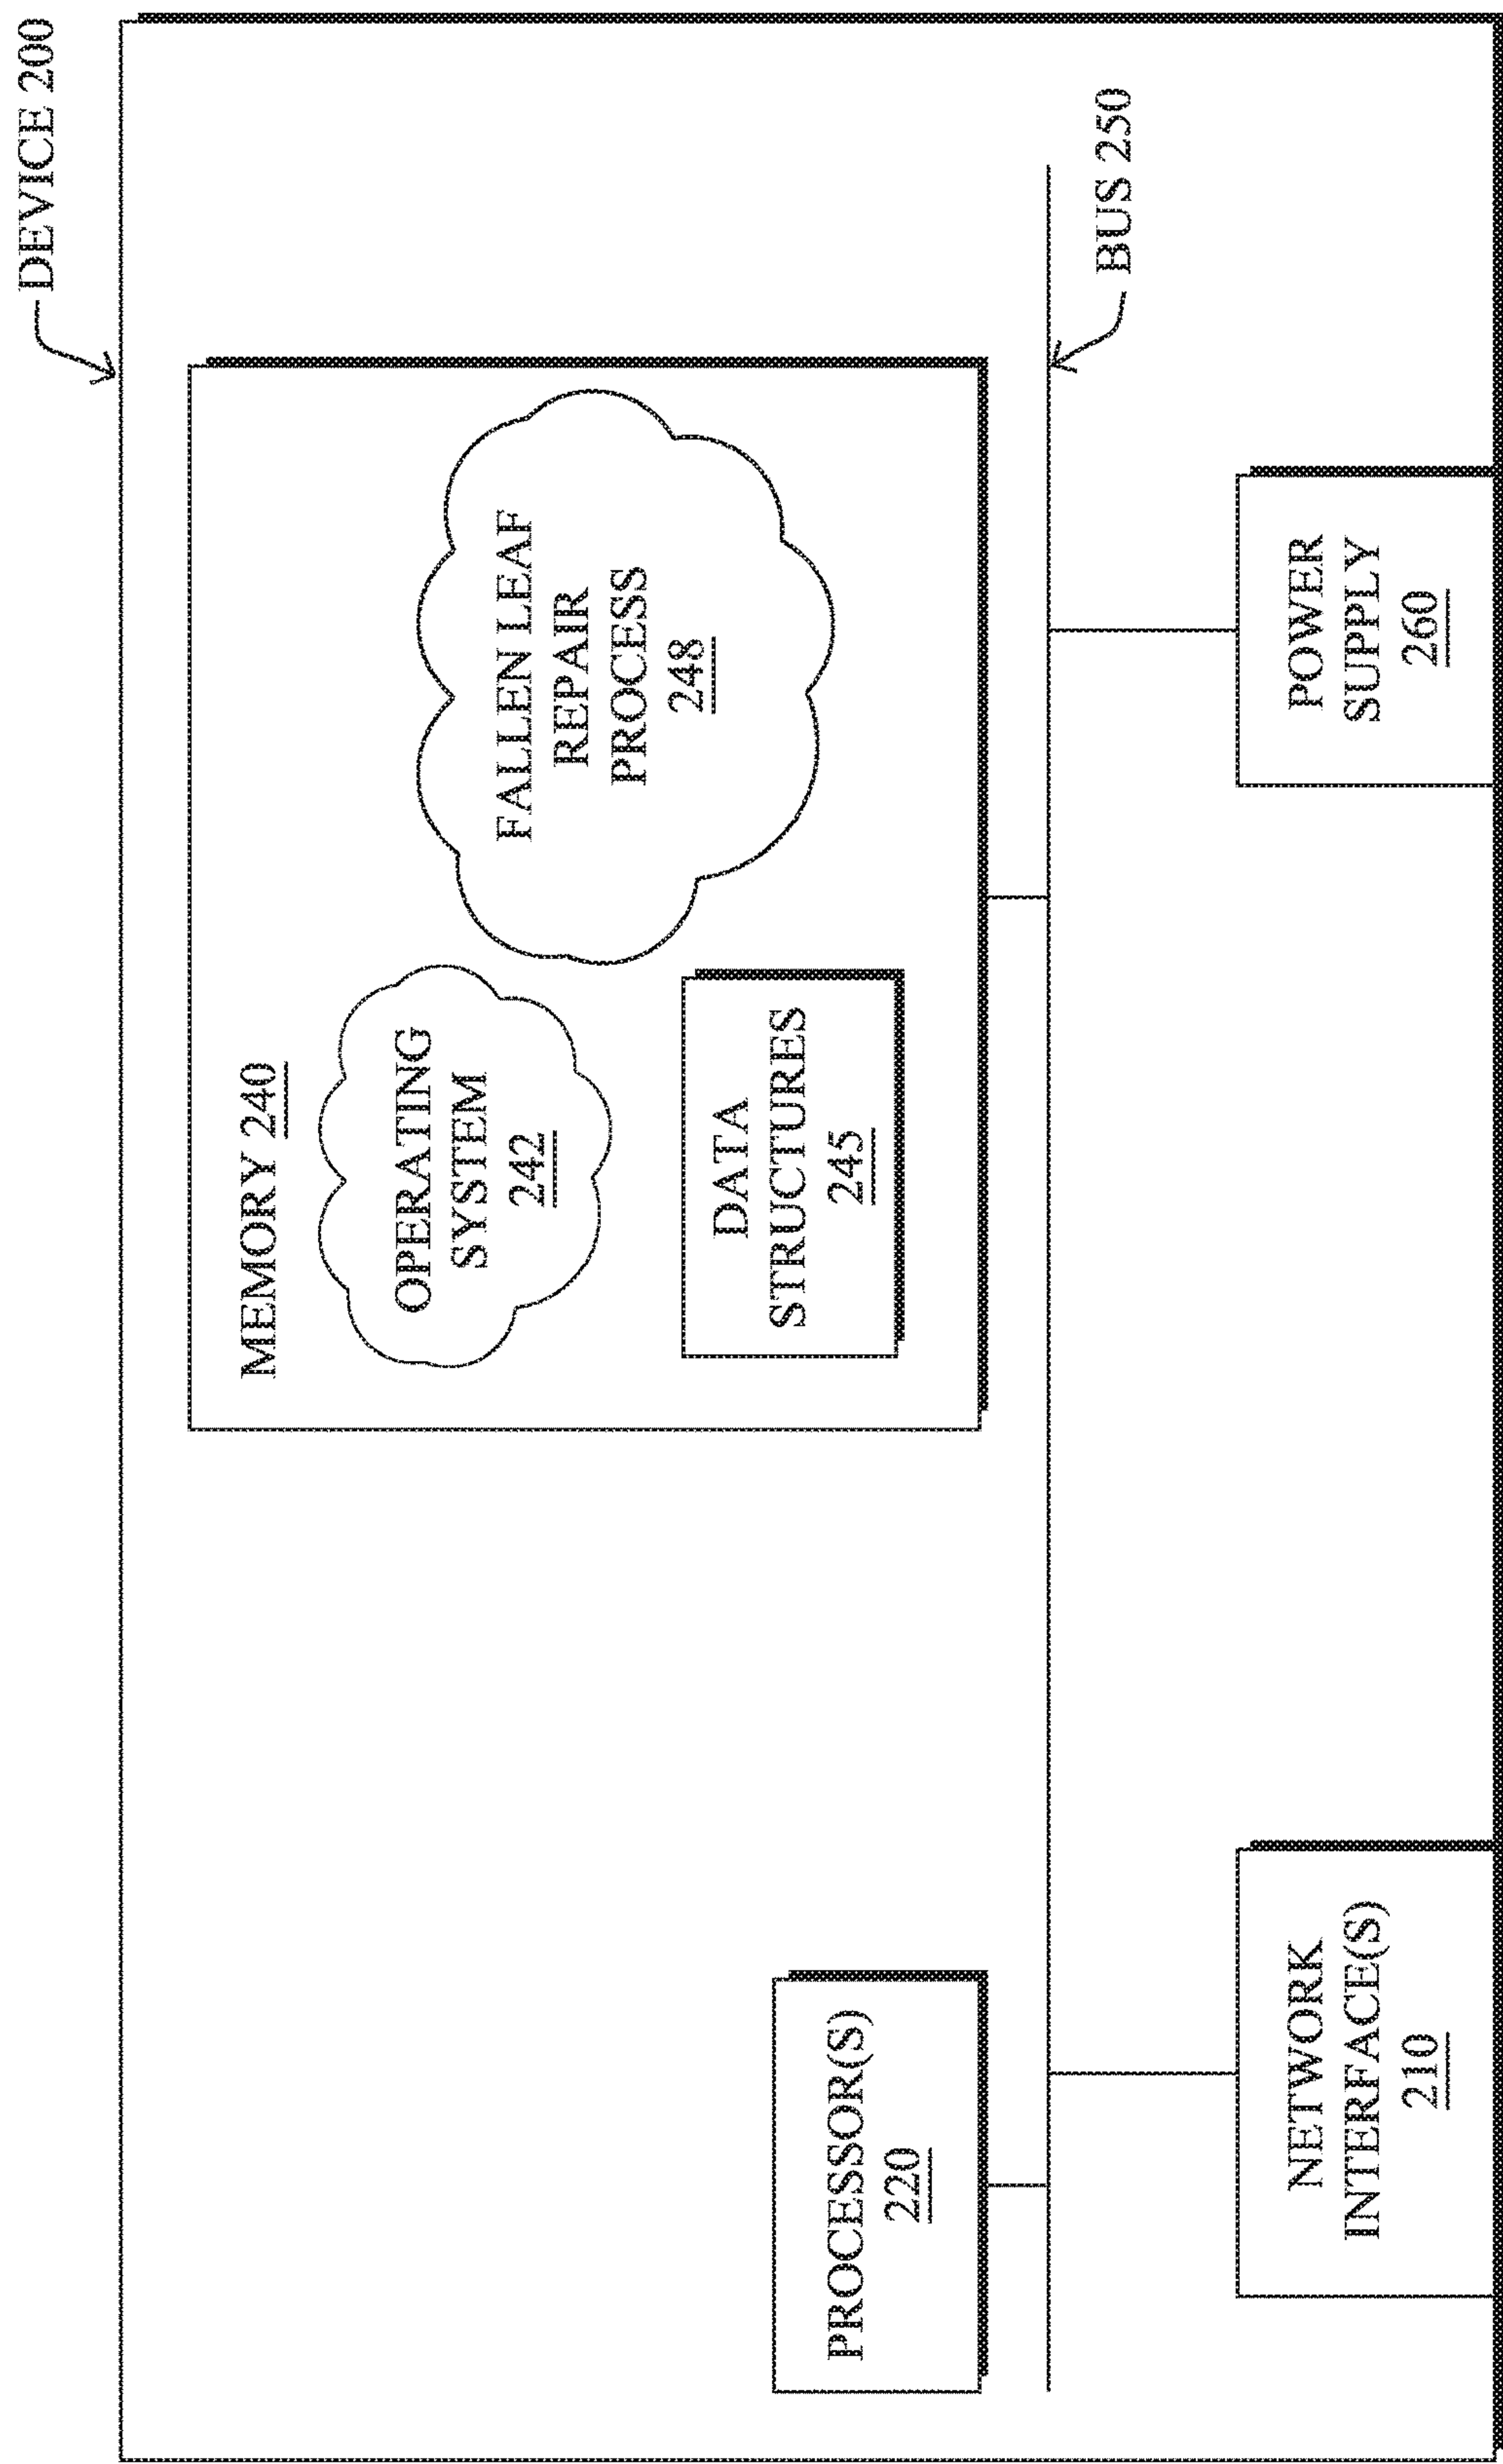 DEVICE 200
MEMORY 240
OPERATING
SYSTEM
242
FALLEN LEAF
REPAIR
PROCESS
248
DATA
STRUCTURES
245
PROCESSOR(S)
220
BUS 250
NETWORK
INTERFACE(S)
210
POWER
SUPPLY
260